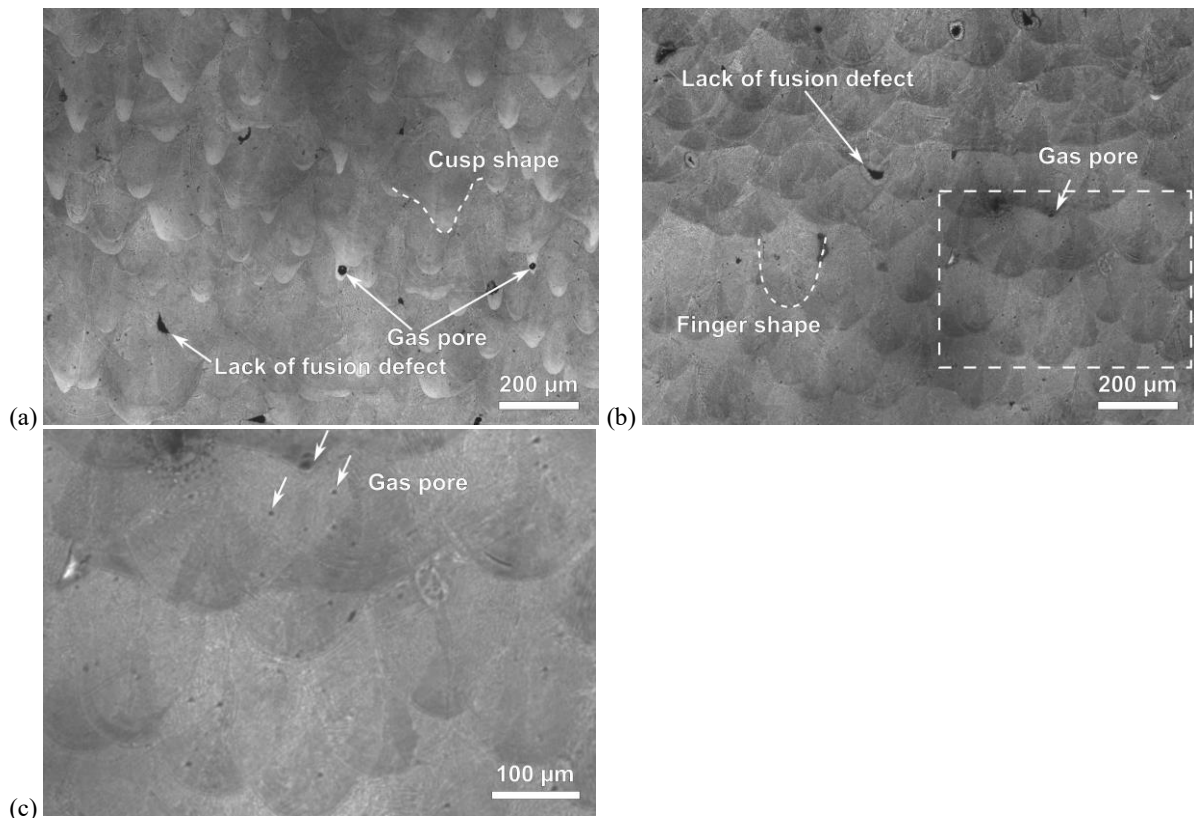 Cusp shape
Gas pore
Lack of fusion defect
200 μm
(a)
Lack of fusion defect
Gas pore
Finger shape
200 μm
(b)
Gas pore
100 μm
(c)